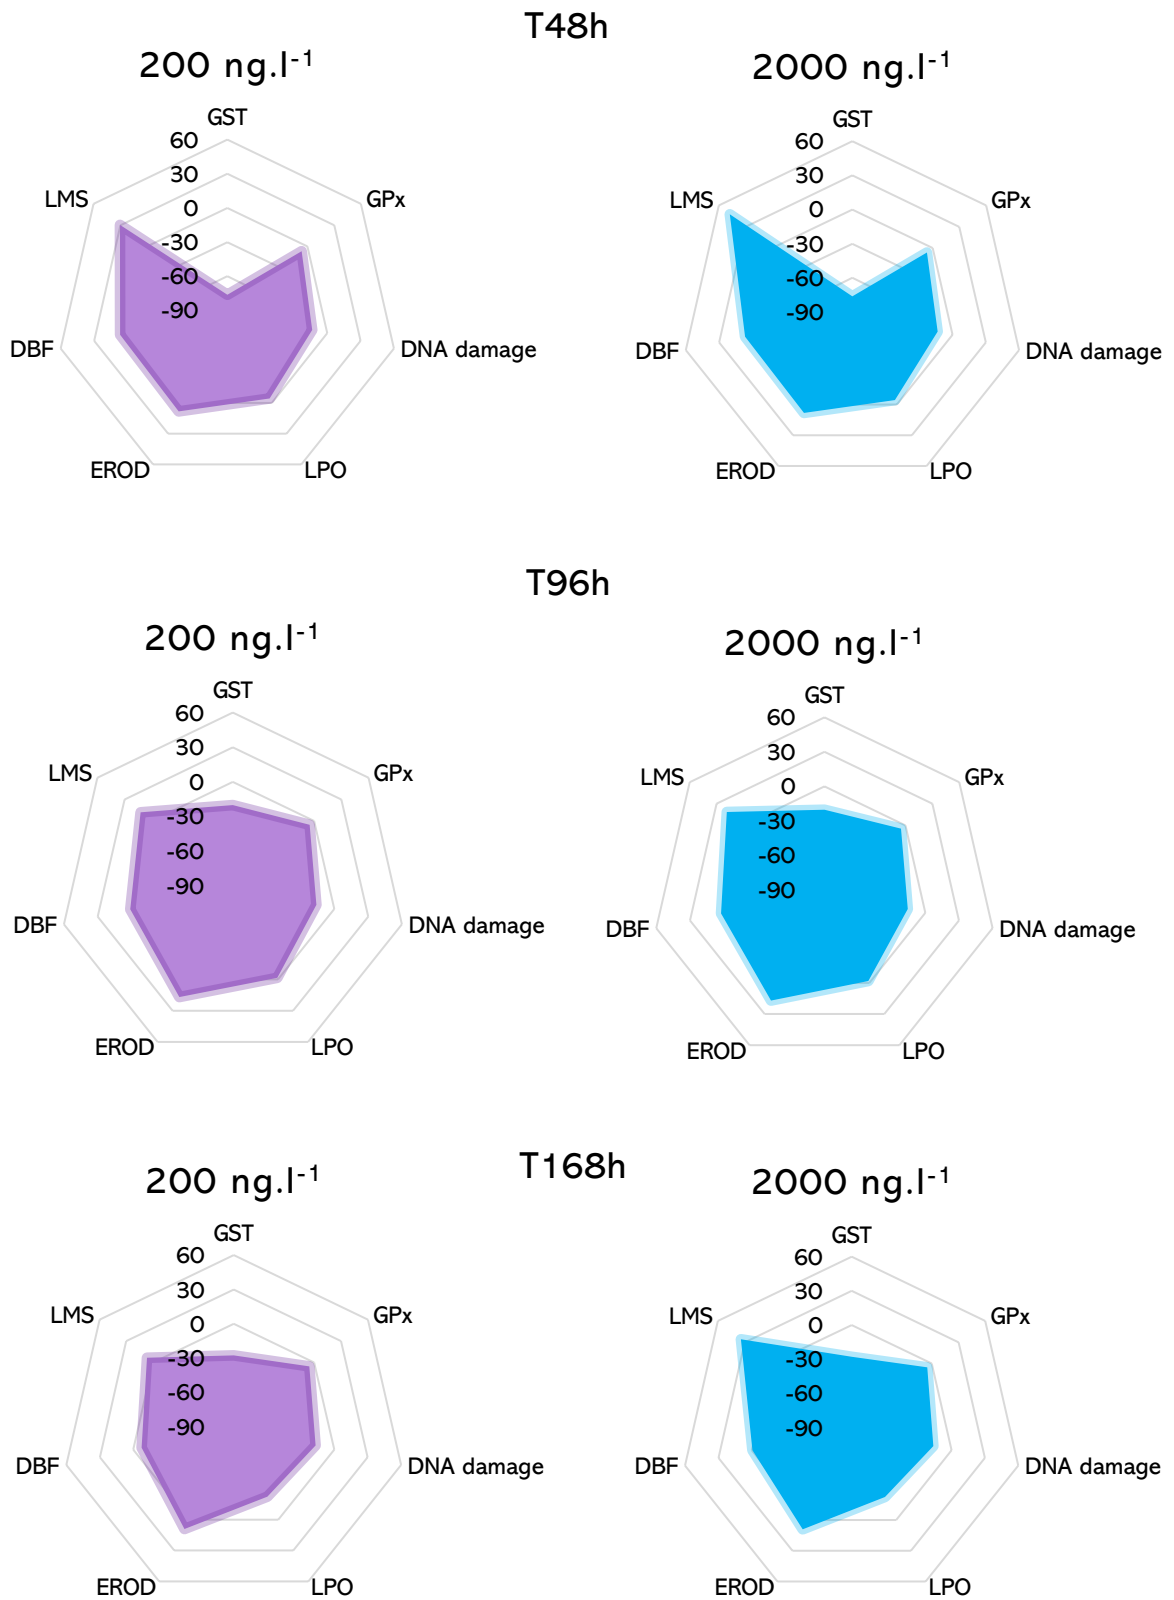 T48h
200 ng.l-1
2000 ng.l-1
GST
60
30
0
-30
-60
-90
LMS
GPx
DBF
DNA damage
EROD
LPO
GST
60
30
0
-30
-60
-90
LMS
GPx
DBF
DNA damage
EROD
LPO
T96h
200 ng.l-1
2000 ng.l-1
GST
60
30
0
-30
-60
-90
LMS
GPx
DBF
DNA damage
EROD
LPO
GST
60
30
0
-30
-60
-90
LMS
GPx
DBF
DNA damage
EROD
LPO
T168h
200 ng.l-1
2000 ng.l-1
GST
60
30
0
-30
-60
-90
LMS
GPx
DBF
DNA damage
EROD
LPO
GST
60
30
0
-30
-60
-90
LMS
GPx
DBF
DNA damage
EROD
LPO